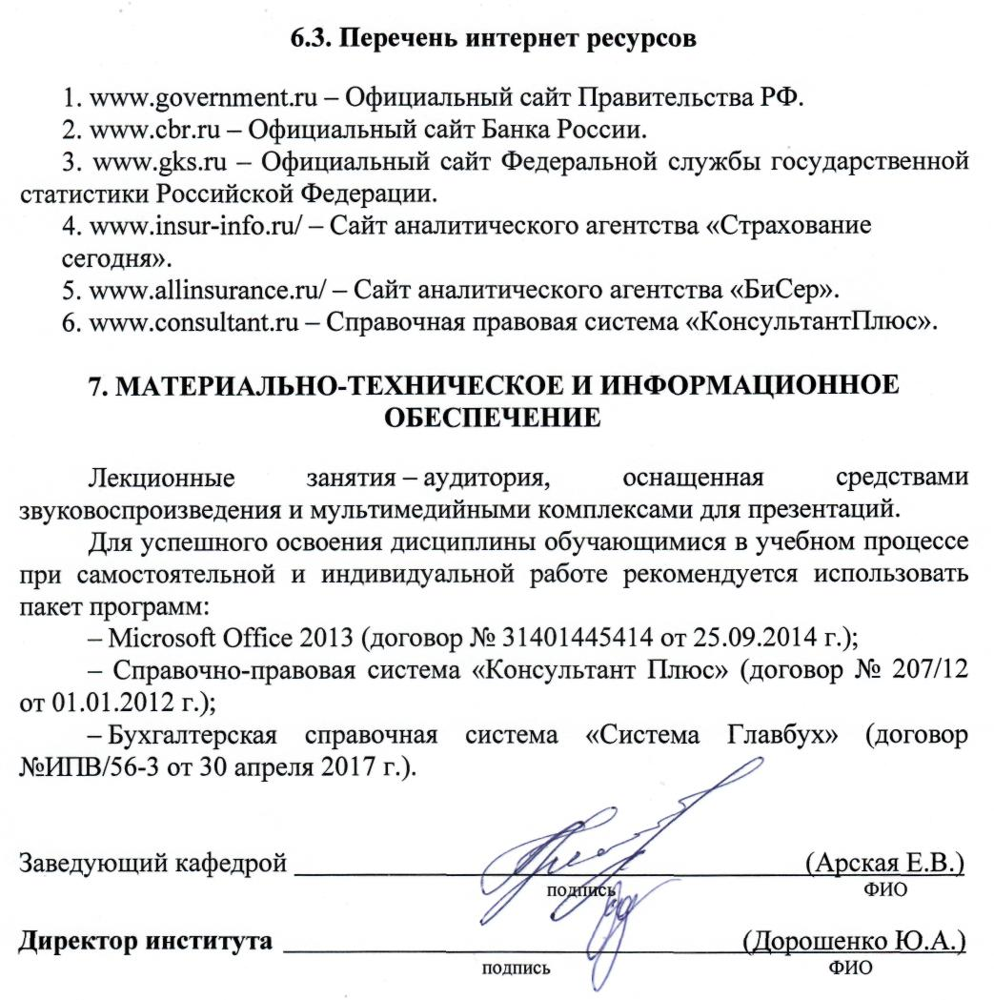 6.3. Перечень интернет ресурсов
1. www.government.ru – Официальный сайт Правительства РФ.
2. www.cbr.ru – Официальный сайт Банка России.
3. www.gks.ru – Официальный сайт Федеральной службы государственной
статистики Российской Федерации.
4. www.insur-info.ru/ – Сайт аналитического агентства «Страхование
сегодня».
5. www.allinsurance.ru/ – Сайт аналитического агентства «БиСер».
6. www.consultant.ru – Справочная правовая система «КонсультантПлюс».
7. МАТЕРИАЛЬНО-ТЕХНИЧЕСКОЕ И ИНФОРМАЦИОННОЕ
ОБЕСПЕЧЕНИЕ
Лекционные занятия – аудитория, оснащенная средствами
звуковоспроизведения и мультимедийными комплексами для презентаций.
Для успешного освоения дисциплины обучающимися в учебном процессе
при самостоятельной и индивидуальной работе рекомендуется использовать
пакет программ:
– Microsoft Office 2013 (договор № 31401445414 от 25.09.2014 г.);
– Справочно-правовая система «Консультант Плюс» (договор № 207/12
от 01.01.2012 г.);
– Бухгалтерская справочная система «Система Главбух» (договор
№ИПВ/56-3 от 30 апреля 2017 г.).
Заведующий кафедрой (Арская Е.В.)
подпись ФИО
Директор института (Дорошенко Ю.А.)
подпись ФИО